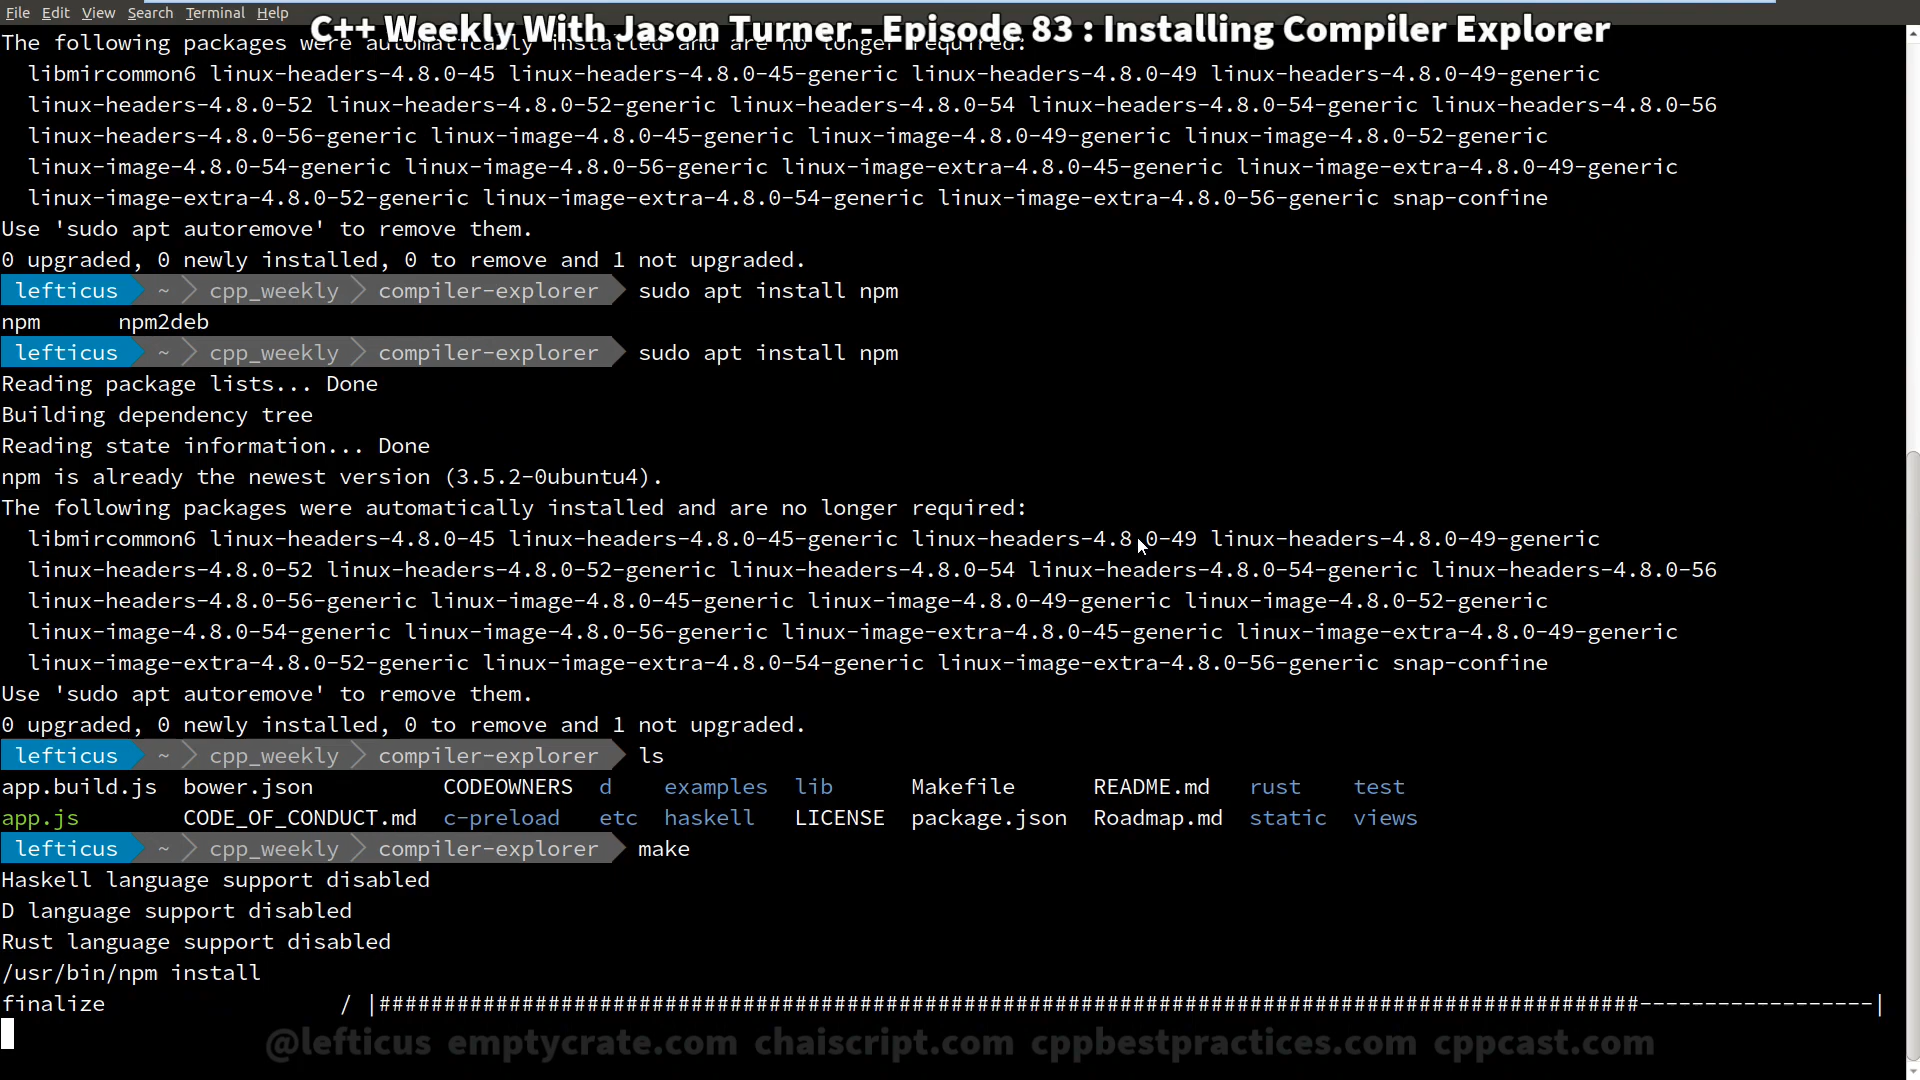 File Edit View Search Terminal Help
C++ Weekly With Jason Turner - Episode 83 : Installing Compiler Explorer
The following packages were automatically installed and are no longer required:
libmircommon6 linux-headers-4.8.0-45 linux-headers-4.8.0-45-generic linux-headers-4.8.0-49 linux-headers-4.8.0-49-generic
linux-headers-4.8.0-52 linux-headers-4.8.0-52-generic linux-headers-4.8.0-54 linux-headers-4.8.0-54-generic linux-headers-4.8.0-56
linux-headers-4.8.0-56-generic linux-image-4.8.0-45-generic linux-image-4.8.0-49-generic linux-image-4.8.0-52-generic
linux-image-4.8.0-54-generic linux-image-4.8.0-56-generic linux-image-extra-4.8.0-45-generic linux-image-extra-4.8.0-49-generic
linux-image-extra-4.8.0-52-generic linux-image-extra-4.8.0-54-generic linux-image-extra-4.8.0-56-generic snap-confine
Use 'sudo apt autoremove' to remove them.
0 upgraded, 0 newly installed, 0 to remove and 1 not upgraded.
lefticus ~ cpp_weekly compiler-explorer sudo apt install npm
npm npm2deb
lefticus ~ cpp_weekly compiler-explorer sudo apt install npm
Reading package lists... Done
Building dependency tree
Reading state information... Done
npm is already the newest version (3.5.2-0ubuntu4).
The following packages were automatically installed and are no longer required:
libmircommon6 linux-headers-4.8.0-45 linux-headers-4.8.0-45-generic linux-headers-4.8.0-49 linux-headers-4.8.0-49-generic
linux-headers-4.8.0-52 linux-headers-4.8.0-52-generic linux-headers-4.8.0-54 linux-headers-4.8.0-54-generic linux-headers-4.8.0-56
linux-headers-4.8.0-56-generic linux-image-4.8.0-45-generic linux-image-4.8.0-49-generic linux-image-4.8.0-52-generic
linux-image-4.8.0-54-generic linux-image-4.8.0-56-generic linux-image-extra-4.8.0-45-generic linux-image-extra-4.8.0-49-generic
linux-image-extra-4.8.0-52-generic linux-image-extra-4.8.0-54-generic linux-image-extra-4.8.0-56-generic snap-confine
Use 'sudo apt autoremove' to remove them.
0 upgraded, 0 newly installed, 0 to remove and 1 not upgraded.
lefticus ~ cpp_weekly compiler-explorer ls
app.build.js bower.json CODEOWNERS d examples lib Makefile README.md rust test
app.js CODE_OF_CONDUCT.md c-preload etc haskell LICENSE package.json Roadmap.md static views
lefticus ~ cpp_weekly compiler-explorer make
Haskell language support disabled
D language support disabled
Rust language support disabled
/usr/bin/npm install
finalize / |#################################################################################################------------------|
@lefticus emptycrate.com chaiscript.com cppbestpractices.com cppcast.com